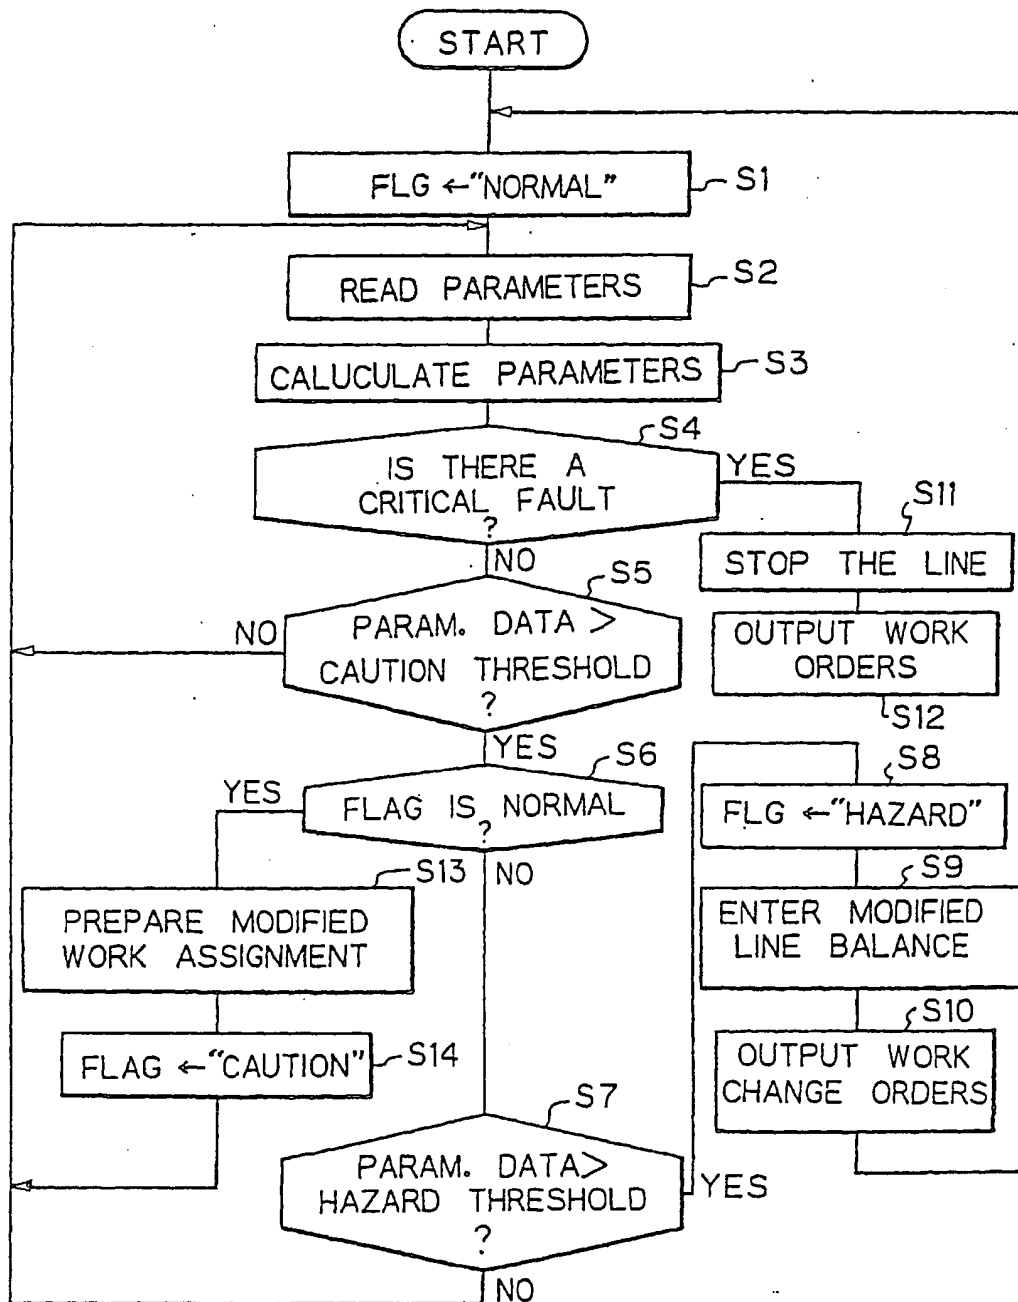 START
FLG ←"NORMAL"
S1
READ PARAMETERS
S2
CALUCULATE PARAMETERS
S3
S4
IS THERE A
CRITICAL FAULT
?
YES
NO
S11
STOP THE LINE
OUTPUT WORK
ORDERS
S12
S5
PARAM. DATA >
CAUTION THRESHOLD
?
NO
YES
S6
FLAG IS NORMAL
?
YES
NO
S13
PREPARE MODIFIED
WORK ASSIGNMENT
FLAG ←"CAUTION"
S14
S7
PARAM. DATA>
HAZARD THRESHOLD
?
YES
NO
S8
FLG ←"HAZARD"
S9
ENTER MODIFIED
LINE BALANCE
S10
OUTPUT WORK
CHANGE ORDERS